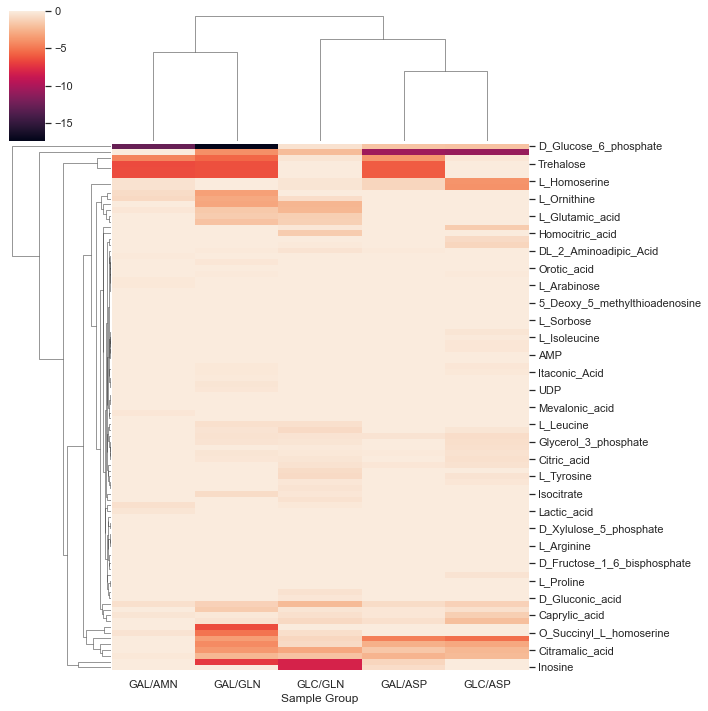 0
−5
−10
−15
D_Glucose_6_phosphate
Trehalose
L_Homoserine
L_Ornithine
L_Glutamic_acid
Homocitric_acid
DL_2_Aminoadipic_Acid
Orotic_acid
L_Arabinose
5_Deoxy_5_methylthioadenosine
L_Sorbose
L_Isoleucine
AMP
Itaconic_Acid
UDP
Mevalonic_acid
L_Leucine
Glycerol_3_phosphate
Citric_acid
L_Tyrosine
Isocitrate
Lactic_acid
D_Xylulose_5_phosphate
L_Arginine
D_Fructose_1_6_bisphosphate
L_Proline
D_Gluconic_acid
Caprylic_acid
O_Succinyl_L_homoserine
Citramalic_acid
Inosine
GAL/AMN GAL/GLN GLC/GLN GAL/ASP GLC/ASP
Sample Group